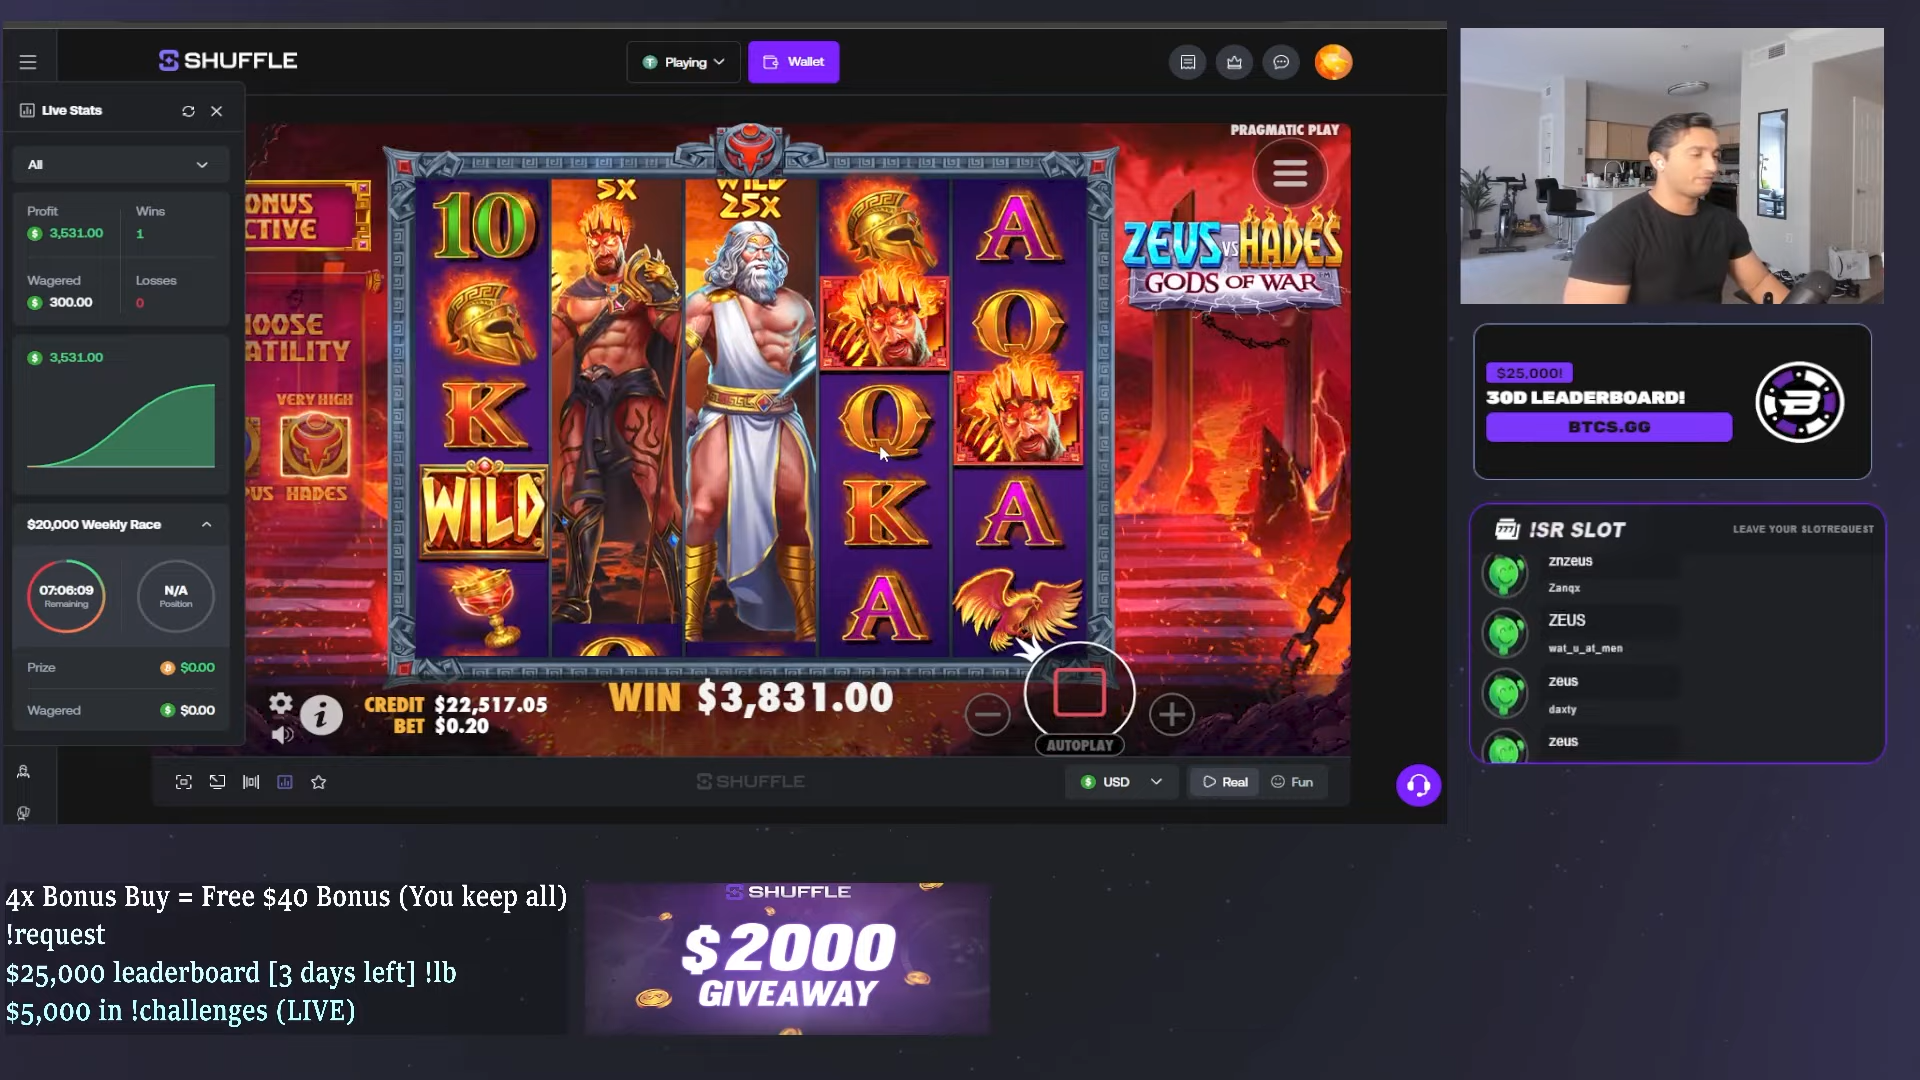 SHUFFLE
Playing
Wallet
Live Stats
All
Profit
3,531.00
Wins
1
Wagered
300.00
Losses
0
3,531.00
$20,000 Weekly Race
07:06:09
Remaining
N/A
Position
Prize
$0.00
Wagered
$0.00
PRAGMATIC PLAY
ONUS
CTIVE
OOSE
ATILITY
VERY HIGH
US HADES
10
5X
WILD
25X
A
Q
K
Q
WILD
K
A
A
Q
ZEUS VS HADES
GODS OF WAR™
CREDIT $22,517.05
BET $0.20
WIN $3,831.00
AUTOPLAY
SHUFFLE
USD
Real
Fun
$25,000!
30D LEADERBOARD!
BTCS.GG
B
!SR SLOT
LEAVE YOUR SLOTREQUEST
znzeus
Zanqx
ZEUS
wat_u_at_men
zeus
daxty
zeus
4x Bonus Buy = Free $40 Bonus (You keep all)
!request
$25,000 leaderboard [3 days left] !lb
$5,000 in !challenges (LIVE)
SHUFFLE
$2000
GIVEAWAY